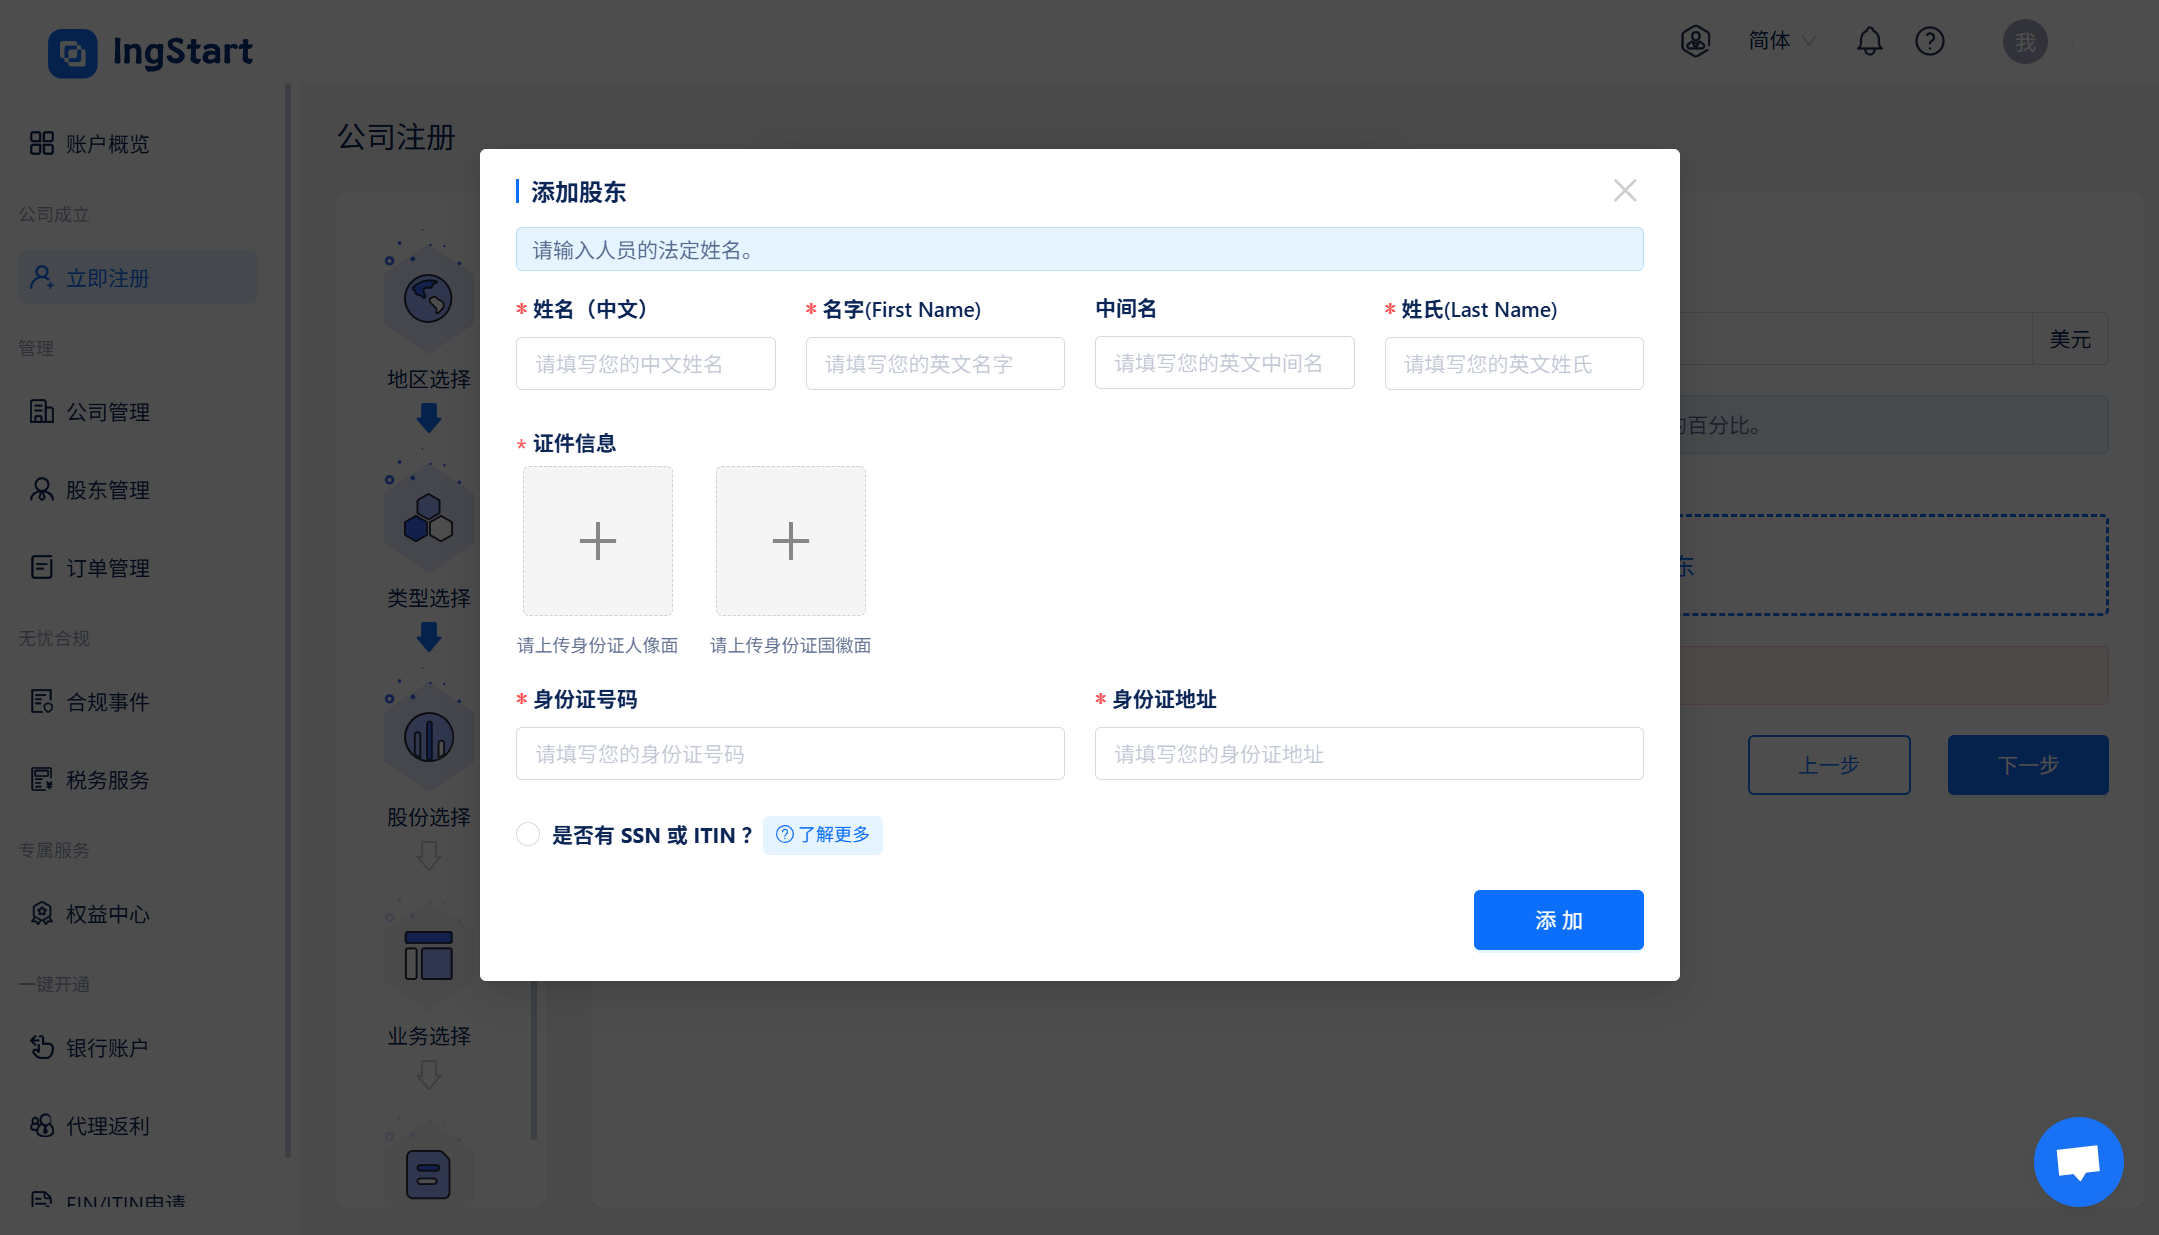 IngStart
简体
我
账户概览
公司成立
立即注册
管理
公司管理
股东管理
订单管理
无忧合规
合规事件
税务服务
专属服务
权益中心
一键开通
银行账户
代理返利
EIN/ITIN申请
公司注册
地区选择
类型选择
股份选择
业务选择
添加股东
请输入人员的法定姓名。
* 姓名（中文）
* 名字(First Name)
中间名
* 姓氏(Last Name)
请填写您的中文姓名
请填写您的英文名字
请填写您的英文中间名
请填写您的英文姓氏
* 证件信息
请上传身份证人像面
请上传身份证国徽面
* 身份证号码
* 身份证地址
请填写您的身份证号码
请填写您的身份证地址
是否有 SSN 或 ITIN？
了解更多
添 加
美元
的百分比。
东
上一步
下一步